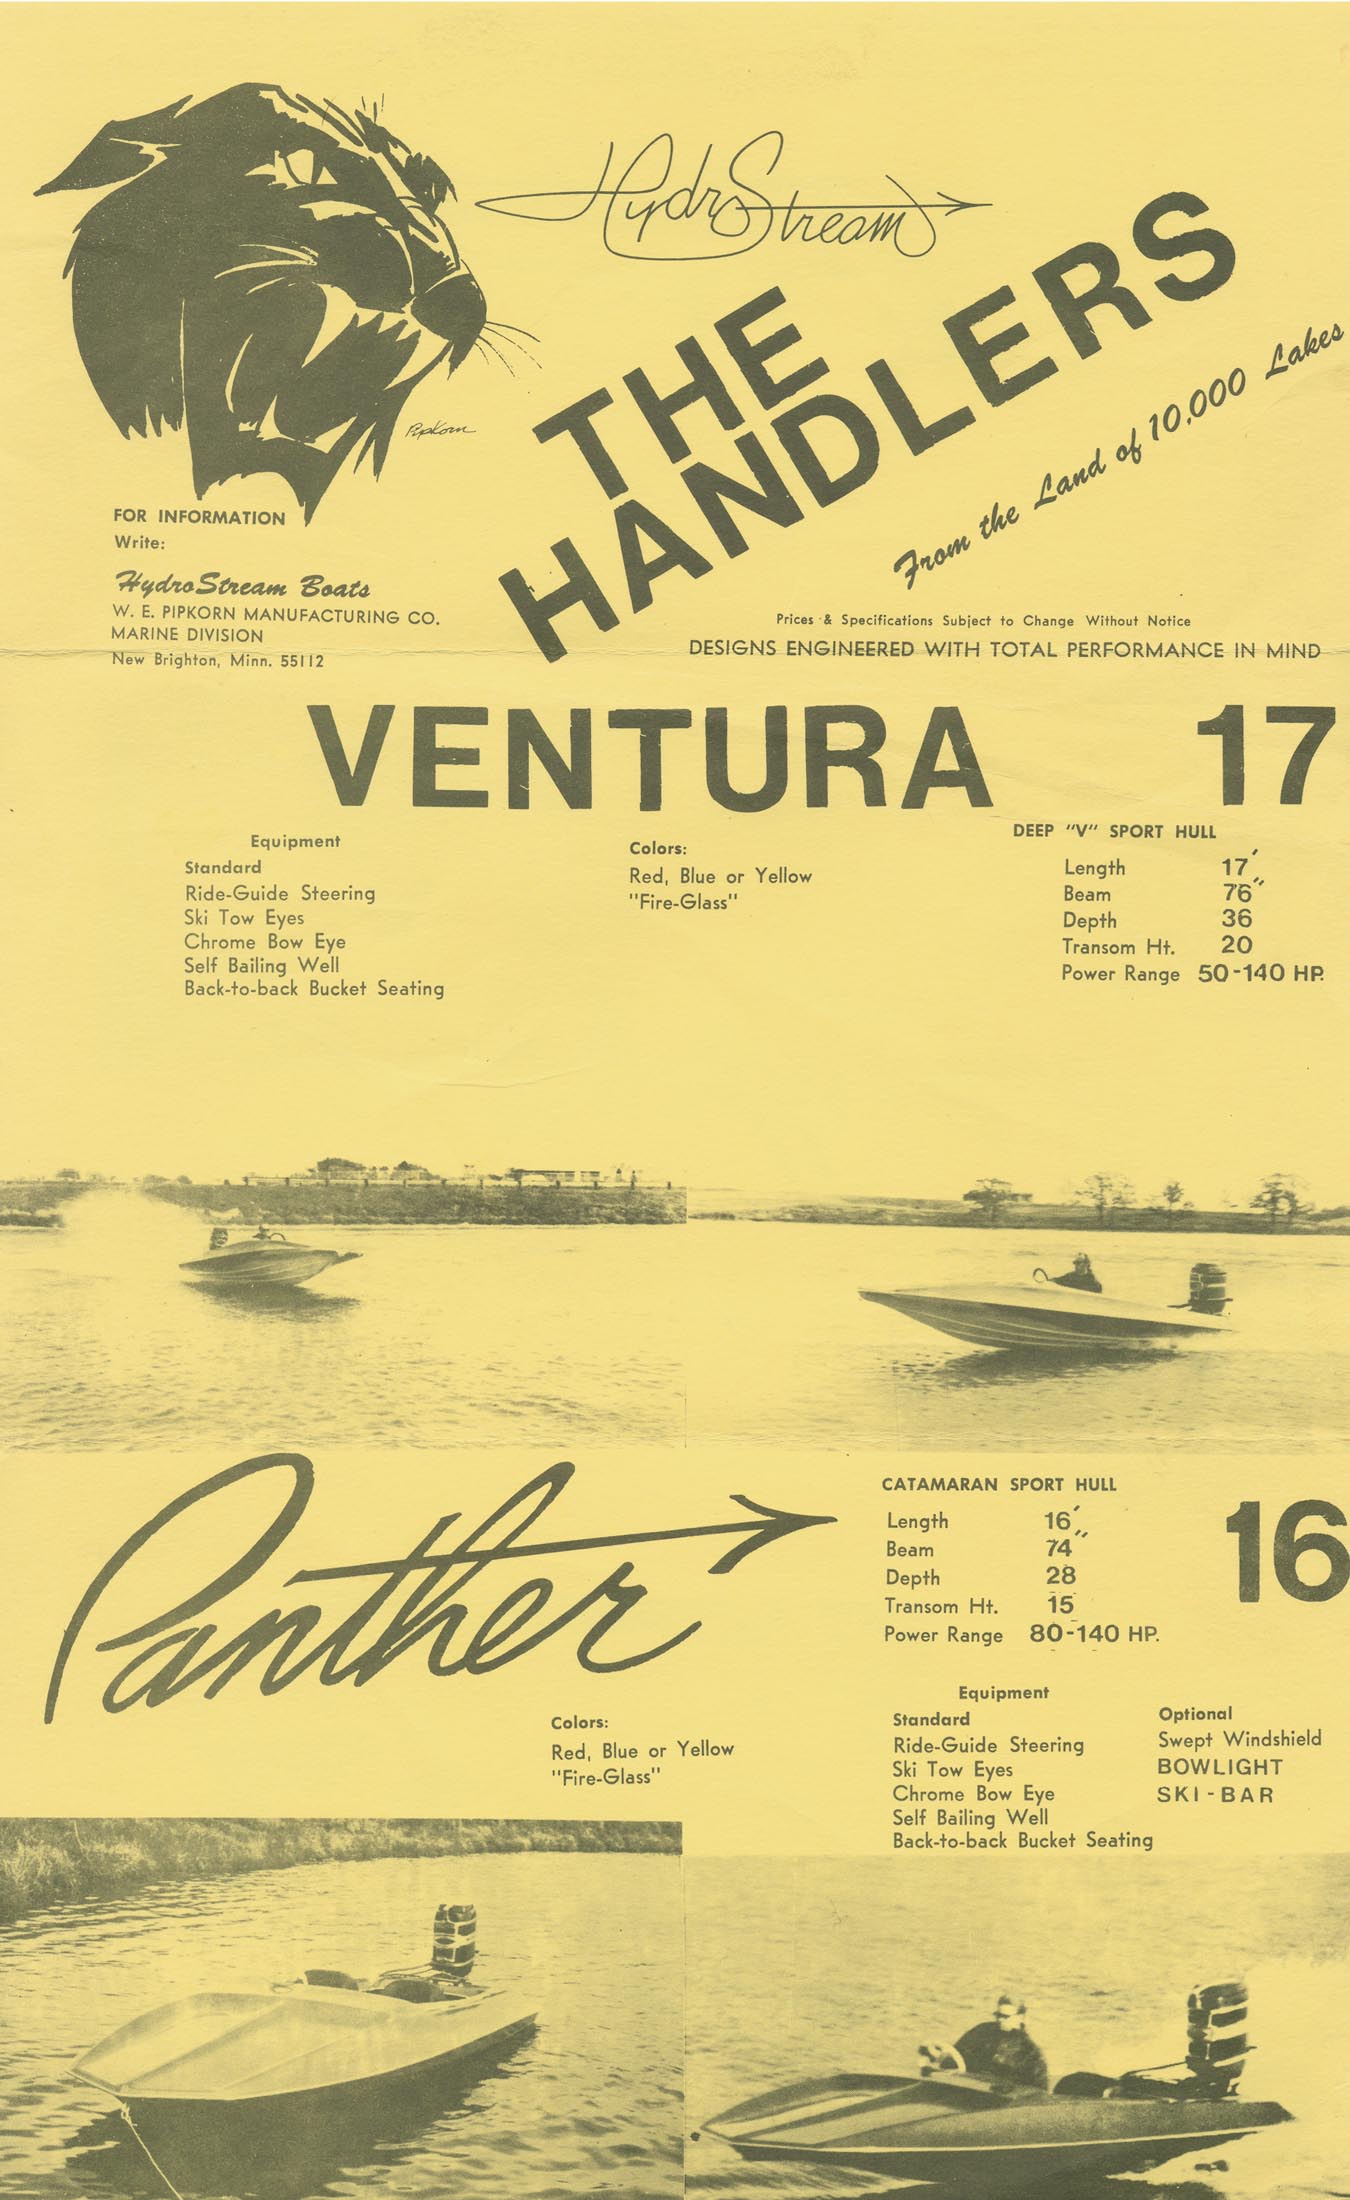 HydroStream
THE
HANDLERS
From the Land of 10,000 Lakes
Pipkorn
FOR INFORMATION
Write:
HydroStream Boats
W. E. PIPKORN MANUFACTURING CO.
MARINE DIVISION
New Brighton, Minn. 55112
Prices & Specifications Subject to Change Without Notice
DESIGNS ENGINEERED WITH TOTAL PERFORMANCE IN MIND
VENTURA 17
Equipment
Standard
Ride-Guide Steering
Ski Tow Eyes
Chrome Bow Eye
Self Bailing Well
Back-to-back Bucket Seating
Colors:
Red, Blue or Yellow
"Fire-Glass"
DEEP "V" SPORT HULL
Length 17'
Beam 76"
Depth 36
Transom Ht. 20
Power Range 50-140 HP.
Panther
CATAMARAN SPORT HULL
Length 16'
Beam 74"
Depth 28
Transom Ht. 15
Power Range 80-140 HP.
16
Colors:
Red, Blue or Yellow
"Fire-Glass"
Equipment
Standard
Ride-Guide Steering
Ski Tow Eyes
Chrome Bow Eye
Self Bailing Well
Back-to-back Bucket Seating
Optional
Swept Windshield
BOWLIGHT
SKI-BAR